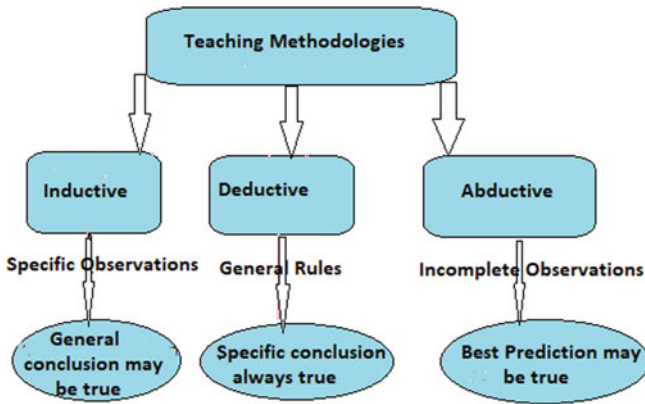 Teaching Methodologies
Inductive
Deductive
Abductive
Specific Observations
General Rules
Incomplete Observations
General
conclusion may
be true
Specific conclusion
always true
Best Prediction may
be true